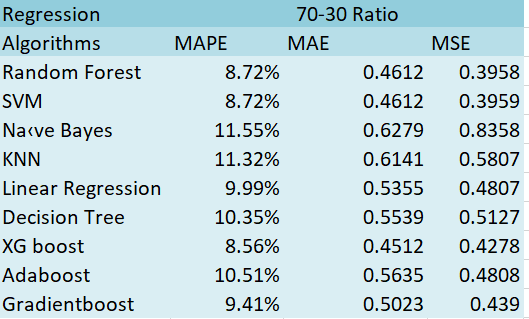 Regression 70-30 Ratio
Algorithms MAPE MAE MSE
Random Forest 8.72% 0.4612 0.3958
SVM 8.72% 0.4612 0.3959
Na‹ve Bayes 11.55% 0.6279 0.8358
KNN 11.32% 0.6141 0.5807
Linear Regression 9.99% 0.5355 0.4807
Decision Tree 10.35% 0.5539 0.5127
XG boost 8.56% 0.4512 0.4278
Adaboost 10.51% 0.5635 0.4808
Gradientboost 9.41% 0.5023 0.439